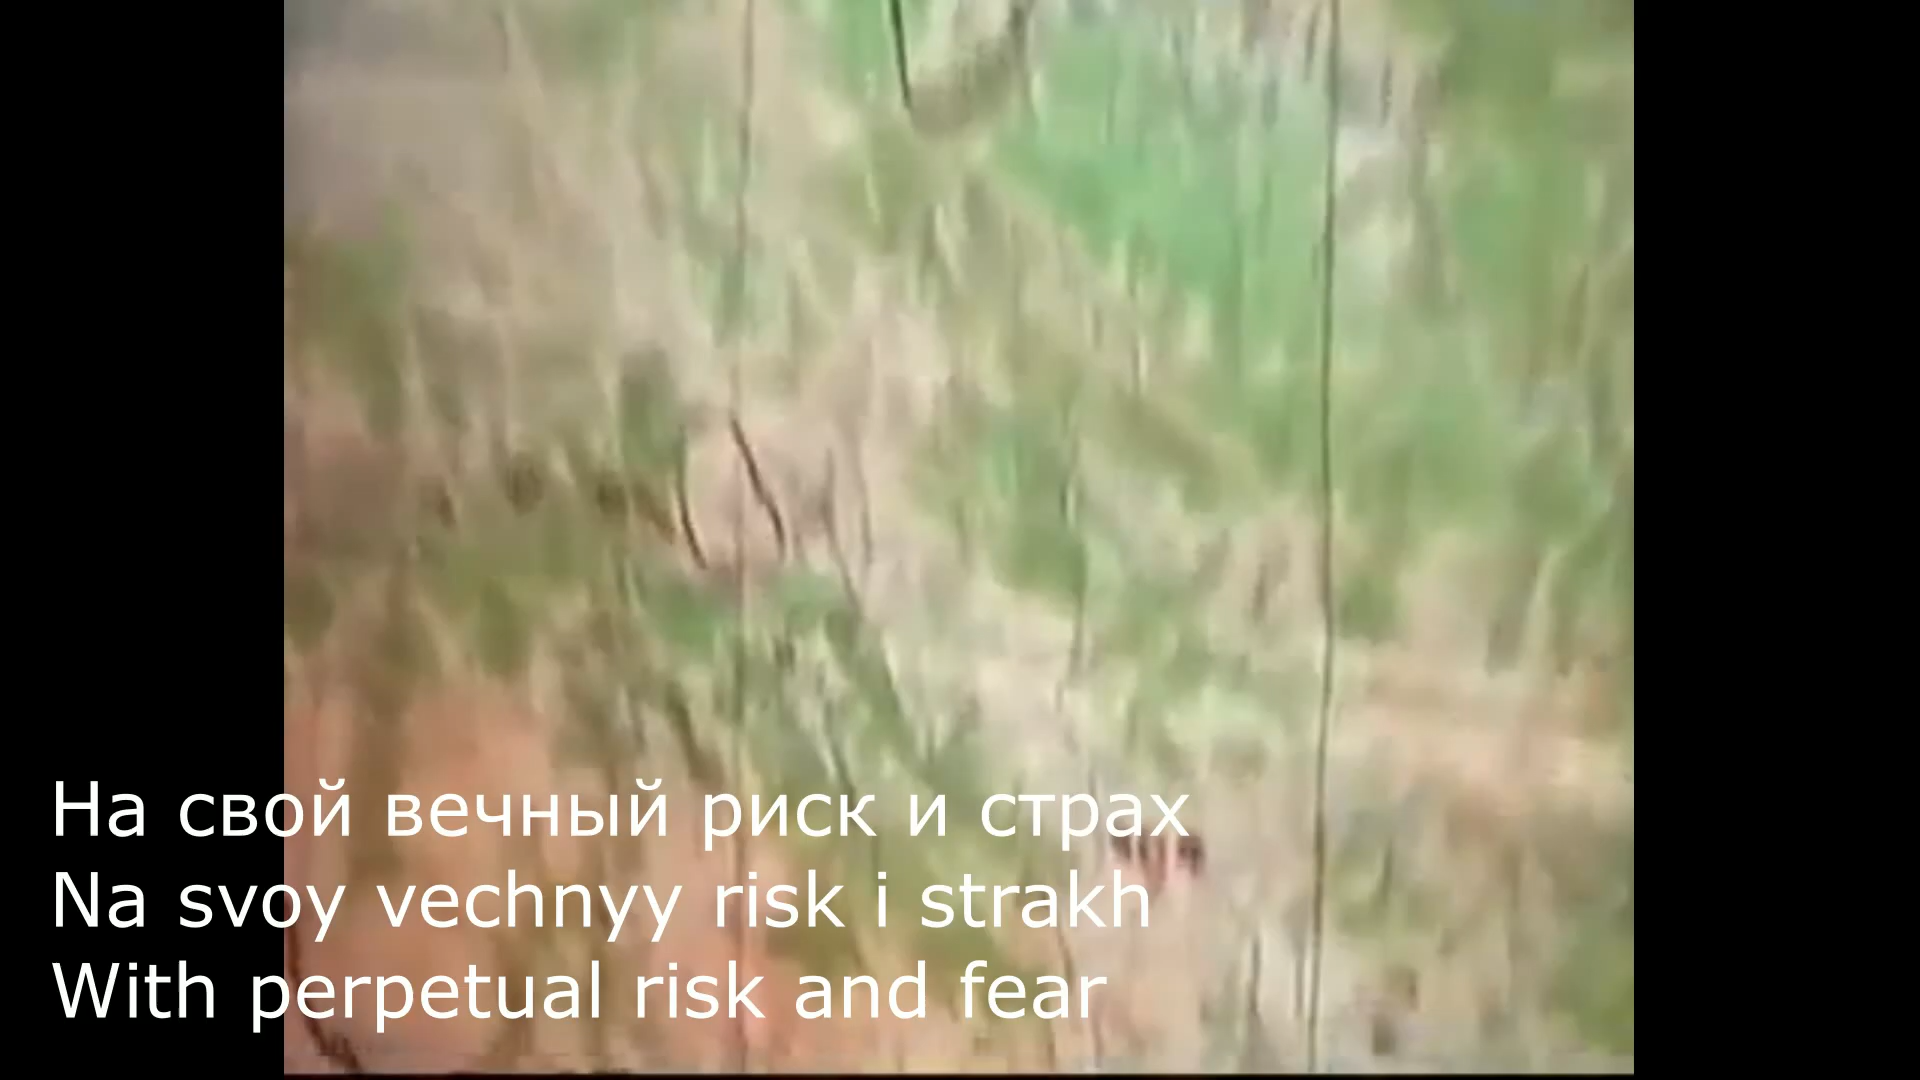 На свой вечный риск и страх
Na svoy vechnyy risk i strakh
With perpetual risk and fear